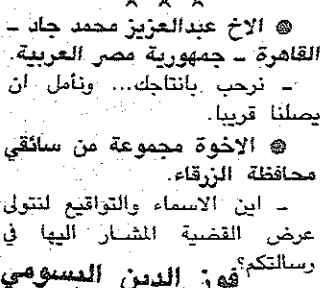 الاخ عبدالعزيز محمد جاد -
القاهرة - جمهورية مصر العربية.
- نرحب بانتاجك... ونأمل ان
يصلنا قريبا.
الاخوة مجموعة من سائقي
محافظة الزرقاء.
- اين الاسماء والتواقيع لنتولى
عرض القضية المشار اليها في
رسالتكم؟
فوز الدين البسومي